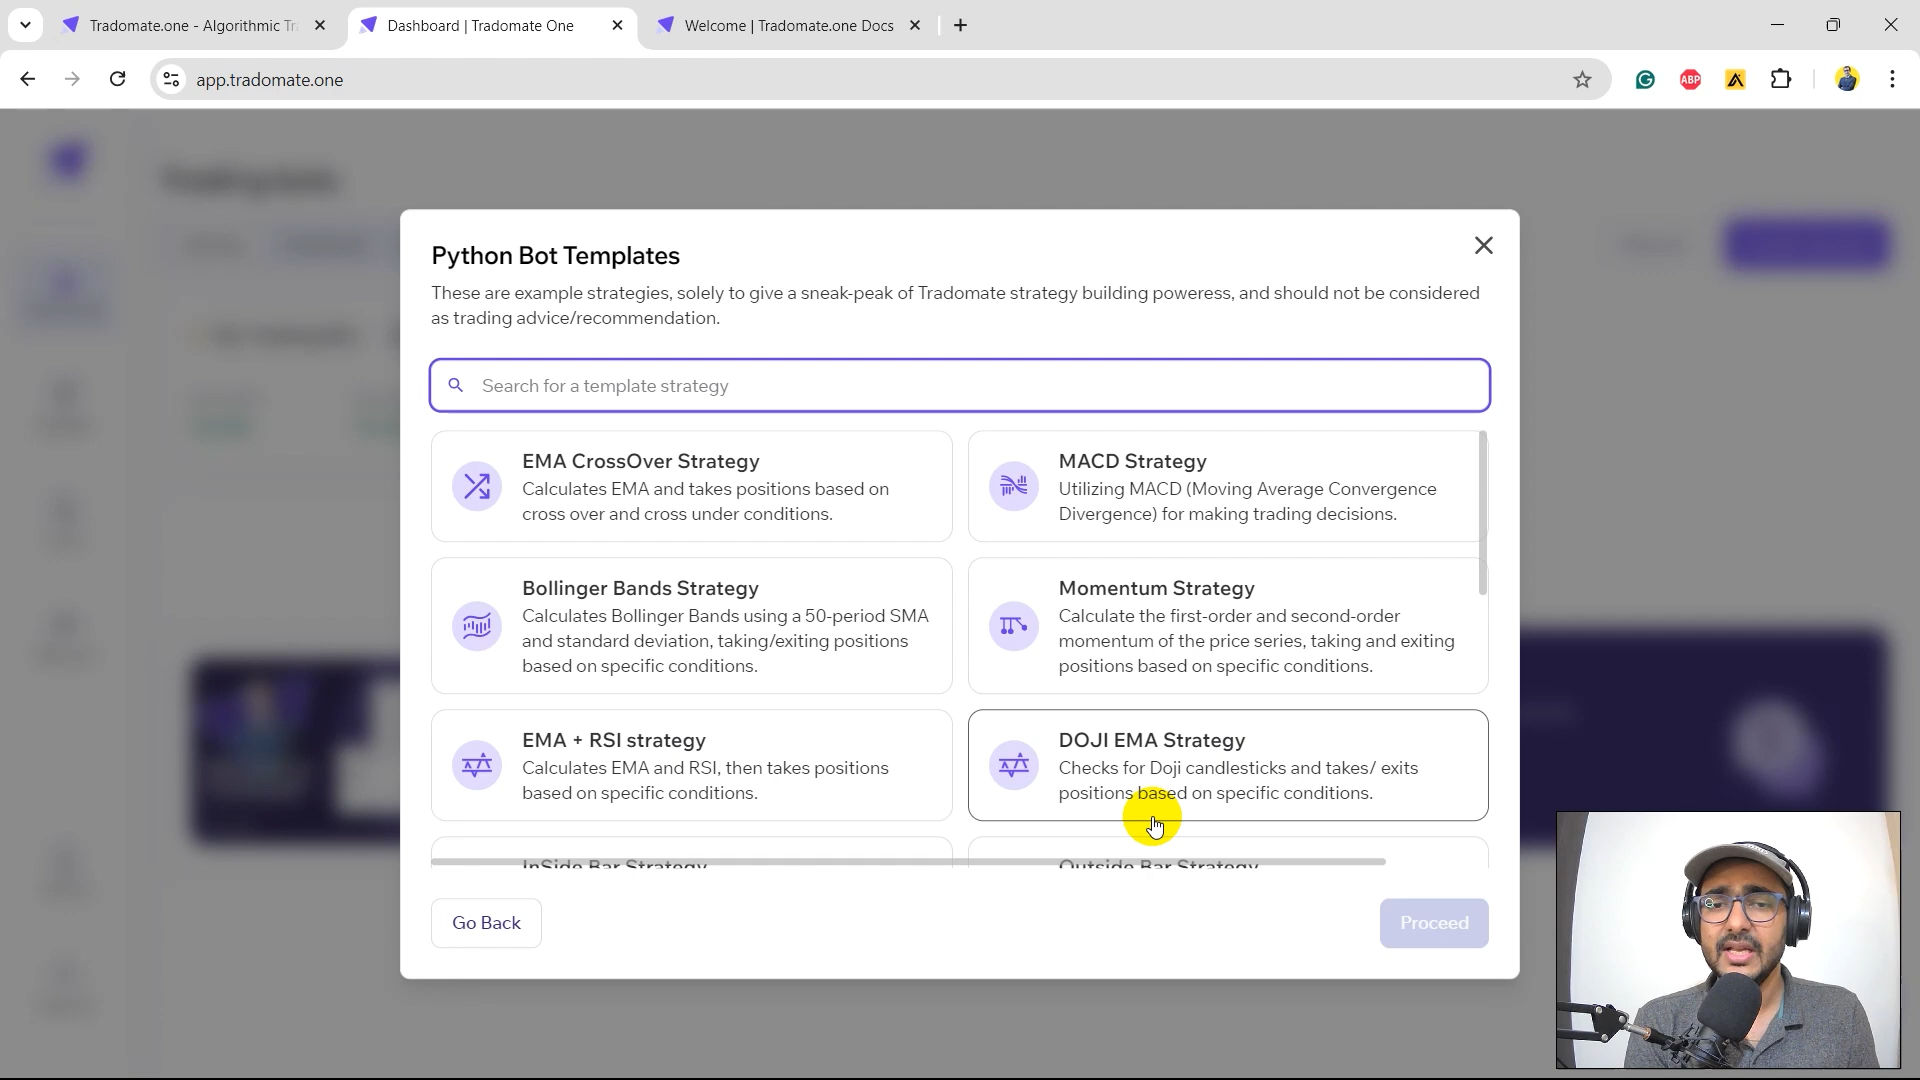 Tradomate.one - Algorithmic Tr
Dashboard | Tradomate One
Welcome | Tradomate.one Docs
app.tradomate.one
ABP
Python Bot Templates
These are example strategies, solely to give a sneak-peak of Tradomate strategy building poweress, and should not be considered
as trading advice/recommendation.
Search for a template strategy
EMA CrossOver Strategy
Calculates EMA and takes positions based on
cross over and cross under conditions.
MACD Strategy
Utilizing MACD (Moving Average Convergence
Divergence) for making trading decisions.
Bollinger Bands Strategy
Calculates Bollinger Bands using a 50-period SMA
and standard deviation, taking/exiting positions
based on specific conditions.
Momentum Strategy
Calculate the first-order and second-order
momentum of the price series, taking and exiting
positions based on specific conditions.
EMA + RSI strategy
Calculates EMA and RSI, then takes positions
based on specific conditions.
DOJI EMA Strategy
Checks for Doji candlesticks and takes/ exits
positions based on specific conditions.
InSide Bar Strategy
Outside Bar Strategy
Go Back
Proceed